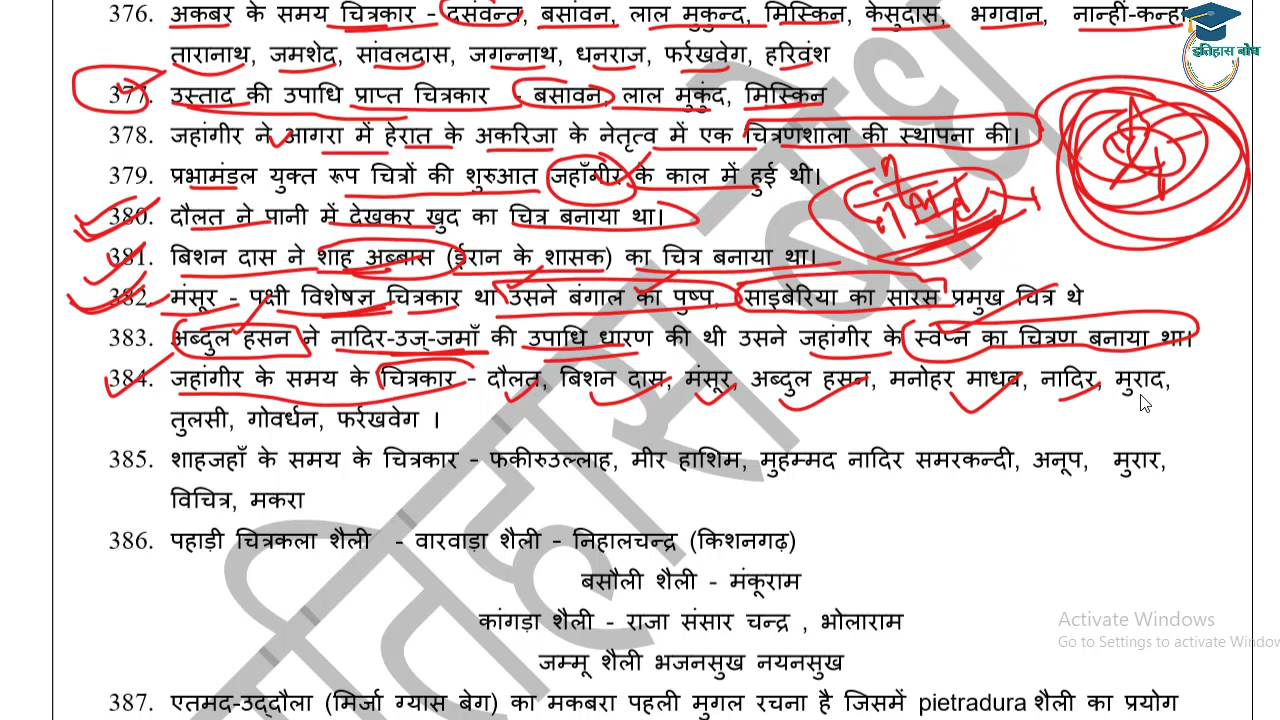 376. अकबर के समय चित्रकार - दसंवन्त, बसांवन, लाल मुकुन्द, मिस्किन, केसुदास, भगवान, नान्हीं-कन्हा
तारानाथ, जमशेद, सांवलदास, जगन्नाथ, धनराज, फर्रखवेग, हरिवंश
377. उस्ताद की उपाधि प्राप्त चित्रकार - बसावन, लाल मुकुंद, मिस्किन
378. जहांगीर ने आगरा में हेरात के अकरिजा के नेतृत्व में एक चित्रणशाला की स्थापना की।
379. प्रभामंडल युक्त रूप चित्रों की शुरुआत जहाँगीर के काल में हुई थी।
380. दौलत ने पानी में देखकर खुद का चित्र बनाया था।
381. बिशन दास ने शाह अब्बास (ईरान के शासक) का चित्र बनाया था।
382. मंसूर - पक्षी विशेषज्ञ चित्रकार था उसने बंगाल का पुष्प, साइबेरिया का सारस प्रमुख चित्र थे
383. अब्दुल हसन ने नादिर-उज्-जमाँ की उपाधि धारण की थी उसने जहांगीर के स्वप्न का चित्रण बनाया था।
384. जहांगीर के समय के चित्रकार - दौलत, बिशन दास, मंसूर, अब्दुल हसन, मनोहर माधव, नादिर, मुराद,
तुलसी, गोवर्धन, फर्रखवेग ।
385. शाहजहाँ के समय के चित्रकार - फकीरुउल्लाह, मीर हाशिम, मुहम्मद नादिर समरकन्दी, अनूप, मुरार,
विचित्र, मकरा
386. पहाड़ी चित्रकला शैली - वारवाड़ा शैली - निहालचन्द्र (किशनगढ़)
बसौली शैली - मंकूराम
कांगड़ा शैली - राजा संसार चन्द्र , भोलाराम
जम्मू शैली भजनसुख नयनसुख
387. एतमद-उद्दौला (मिर्जा ग्यास बेग) का मकबरा पहली मुगल रचना है जिसमें pietradura शैली का प्रयोग
इतिहास बोध
इतिहास बोध
Activate Windows
Go to Settings to activate Window